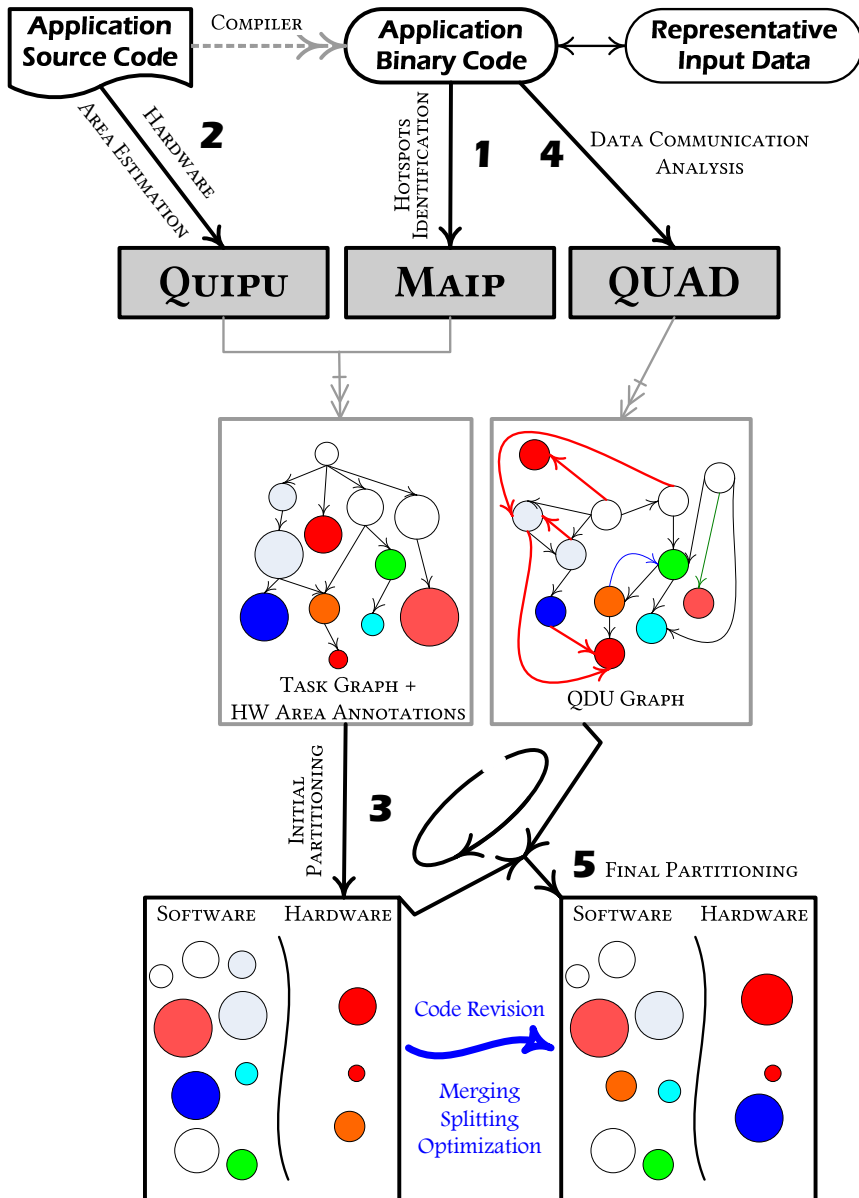 Application
Source Code
Compiler
Application
Binary Code
Representative
Input Data
2
Hardware
Area Estimation
Hotspots
Identification
1
4
Data Communication
Analysis
Quipu
Maip
QUAD
Task Graph +
HW Area Annotations
QDU Graph
Initial
Partitioning
3
5 Final Partitioning
Software
Hardware
Software
Hardware
Code Revision
Merging
Splitting
Optimization